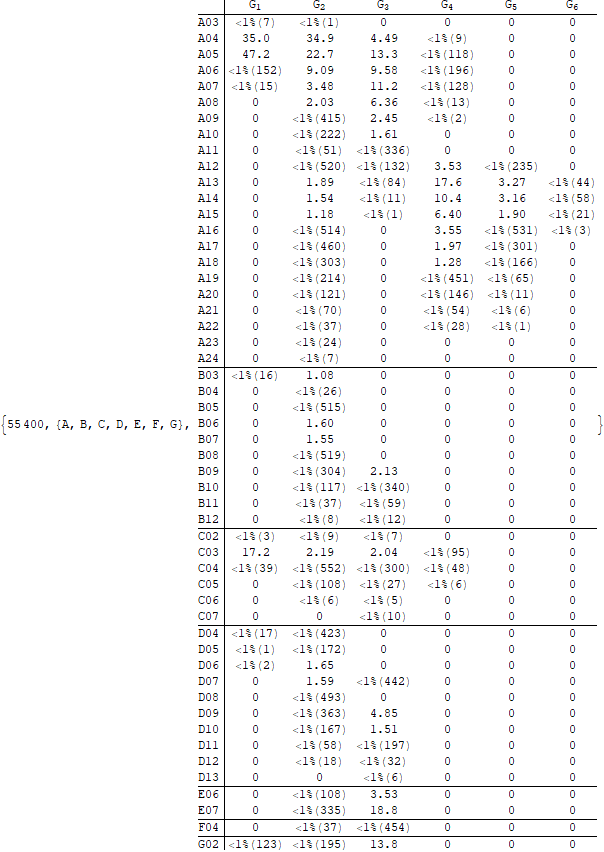 G1 G2 G3 G4 G5 G6
A03 <1%(7) <1%(1) 0 0 0 0
A04 35.0 34.9 4.49 <1%(9) 0 0
A05 47.2 22.7 13.3 <1%(118) 0 0
A06 <1%(152) 9.09 9.58 <1%(196) 0 0
A07 <1%(15) 3.48 11.2 <1%(128) 0 0
A08 0 2.03 6.36 <1%(13) 0 0
A09 0 <1%(415) 2.45 <1%(2) 0 0
A10 0 <1%(222) 1.61 0 0 0
A11 0 <1%(51) <1%(336) 0 0 0
A12 0 <1%(520) <1%(132) 3.53 <1%(235) 0
A13 0 1.89 <1%(84) 17.6 3.27 <1%(44)
A14 0 1.54 <1%(11) 10.4 3.16 <1%(58)
A15 0 1.18 <1%(1) 6.40 1.90 <1%(21)
A16 0 <1%(514) 0 3.55 <1%(531) <1%(3)
A17 0 <1%(460) 0 1.97 <1%(301) 0
A18 0 <1%(303) 0 1.28 <1%(166) 0
A19 0 <1%(214) 0 <1%(451) <1%(65) 0
A20 0 <1%(121) 0 <1%(146) <1%(11) 0
A21 0 <1%(70) 0 <1%(54) <1%(6) 0
A22 0 <1%(37) 0 <1%(28) <1%(1) 0
A23 0 <1%(24) 0 0 0 0
A24 0 <1%(7) 0 0 0 0
B03 <1%(16) 1.08 0 0 0 0
B04 0 <1%(26) 0 0 0 0
B05 0 <1%(515) 0 0 0 0
{55400, {A, B, C, D, E, F, G}, B06 0 1.60 0 0 0 0 }
B07 0 1.55 0 0 0 0
B08 0 <1%(519) 0 0 0 0
B09 0 <1%(304) 2.13 0 0 0
B10 0 <1%(117) <1%(340) 0 0 0
B11 0 <1%(37) <1%(59) 0 0 0
B12 0 <1%(8) <1%(12) 0 0 0
C02 <1%(3) <1%(9) <1%(7) 0 0 0
C03 17.2 2.19 2.04 <1%(95) 0 0
C04 <1%(39) <1%(552) <1%(300) <1%(48) 0 0
C05 0 <1%(108) <1%(27) <1%(6) 0 0
C06 0 <1%(6) <1%(5) 0 0 0
C07 0 0 <1%(10) 0 0 0
D04 <1%(17) <1%(423) 0 0 0 0
D05 <1%(1) <1%(172) 0 0 0 0
D06 <1%(2) 1.65 0 0 0 0
D07 0 1.59 <1%(442) 0 0 0
D08 0 <1%(493) 0 0 0 0
D09 0 <1%(363) 4.85 0 0 0
D10 0 <1%(167) 1.51 0 0 0
D11 0 <1%(58) <1%(197) 0 0 0
D12 0 <1%(18) <1%(32) 0 0 0
D13 0 0 <1%(6) 0 0 0
E06 0 <1%(108) 3.53 0 0 0
E07 0 <1%(335) 18.8 0 0 0
F04 0 <1%(37) <1%(454) 0 0 0
G02 <1%(123) <1%(195) 13.8 0 0 0